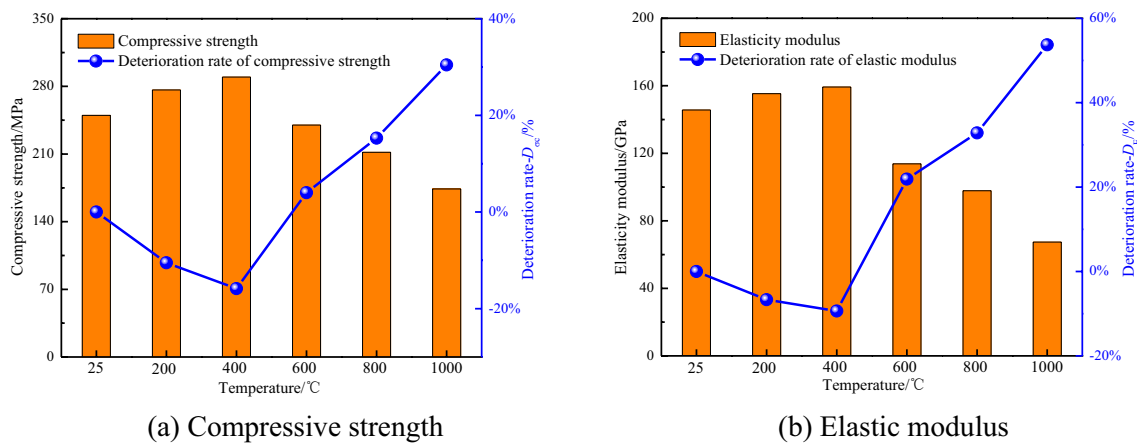 350
280
210
140
70
0
Compressive strength/MPa
Compressive strength
Deterioration rate of compressive strength
40%
20%
0%
-20%
Deterioration rate-Dσc/%
25 200 400 600 800 1000
Temperature/℃
(a) Compressive strength
200
160
120
80
40
0
Elasticity modulus/GPa
Elasticity modulus
Deterioration rate of elastic modulus
60%
40%
20%
0%
-20%
Deterioration rate-DE/%
25 200 400 600 800 1000
Temperature/℃
(b) Elastic modulus